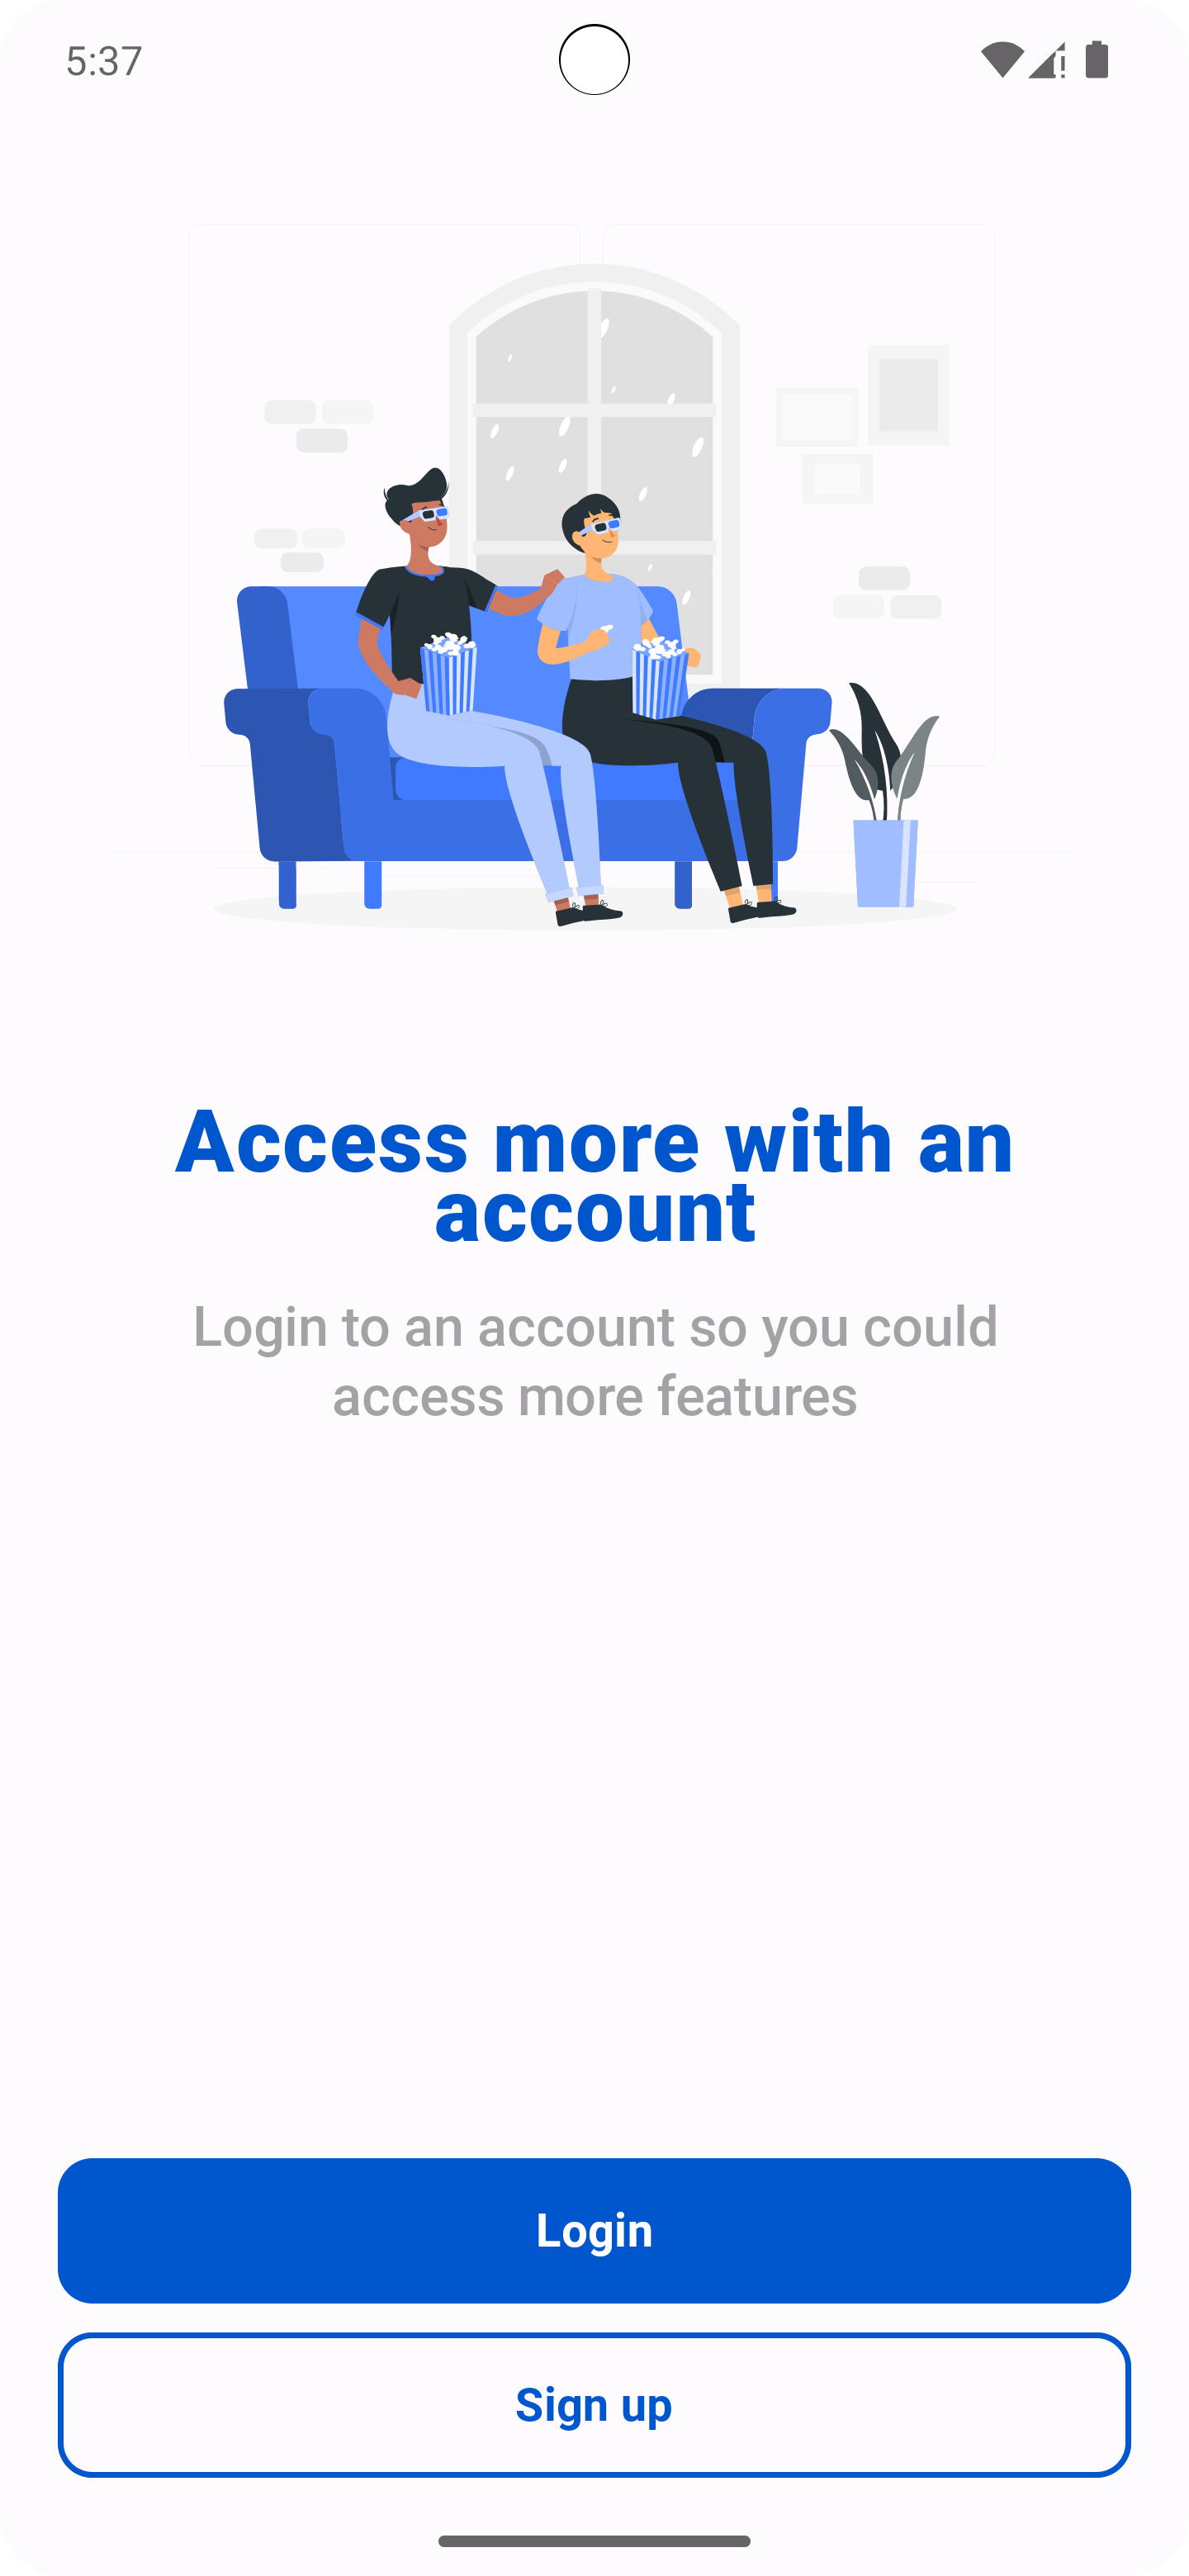 5:37
Access more with an
account
Login to an account so you could
access more features
Login
Sign up